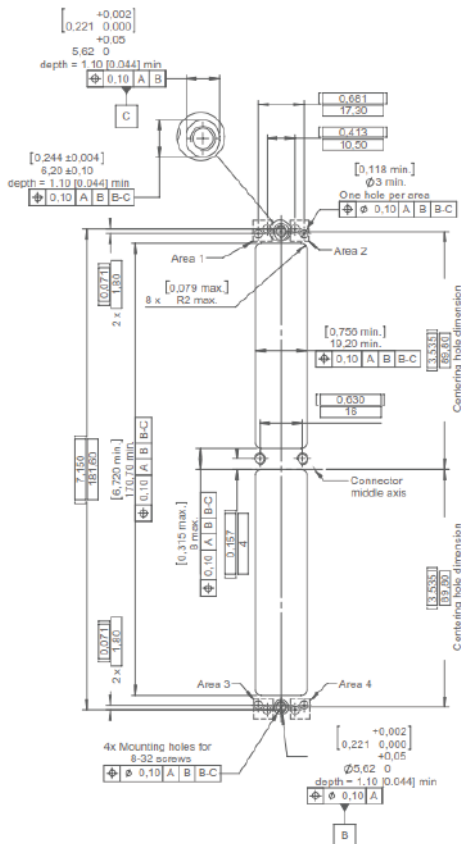 +0,002
[0,221 0,000]
+0,05
5,62 0
depth = 1.10 [0.044] min
⌖ 0,10 A B
C
[0,244 ±0,004]
6,20 ±0,10
depth = 1.10 [0.044] min
⌖ 0,10 A B B-C
[0,681]
17,30
[0,413]
10,50
[0,118 min.]
Ø3 min.
One hole per area
⌖ ø 0,10 A B B-C
Area 1
Area 2
[0,079 max.]
8 x R2 max.
[0,071]
1,80
2 x
[0,756 min.]
19,20 min.
⌖ 0,10 A B B-C
[3,535]
89,80
Centering hole dimension
[0,630]
16
7,150
181,60
[6,720 min.]
170,70 min.
⌖ 0,10 A B B-C
[0,315 max.]
8 max.
⌖ 0,10 A B B-C
0,157
4
Connector
middle axis
[3,535]
89,80
Centering hole dimension
[0,071]
1,80
2 x
Area 3
Area 4
4x Mounting holes for
8-32 screws
⌖ ø 0,10 A B B-C
+0,002
[0,221 0,000]
+0,05
Ø5,62 0
depth = 1.10 [0.044] min
⌖ ø 0,10 A
B